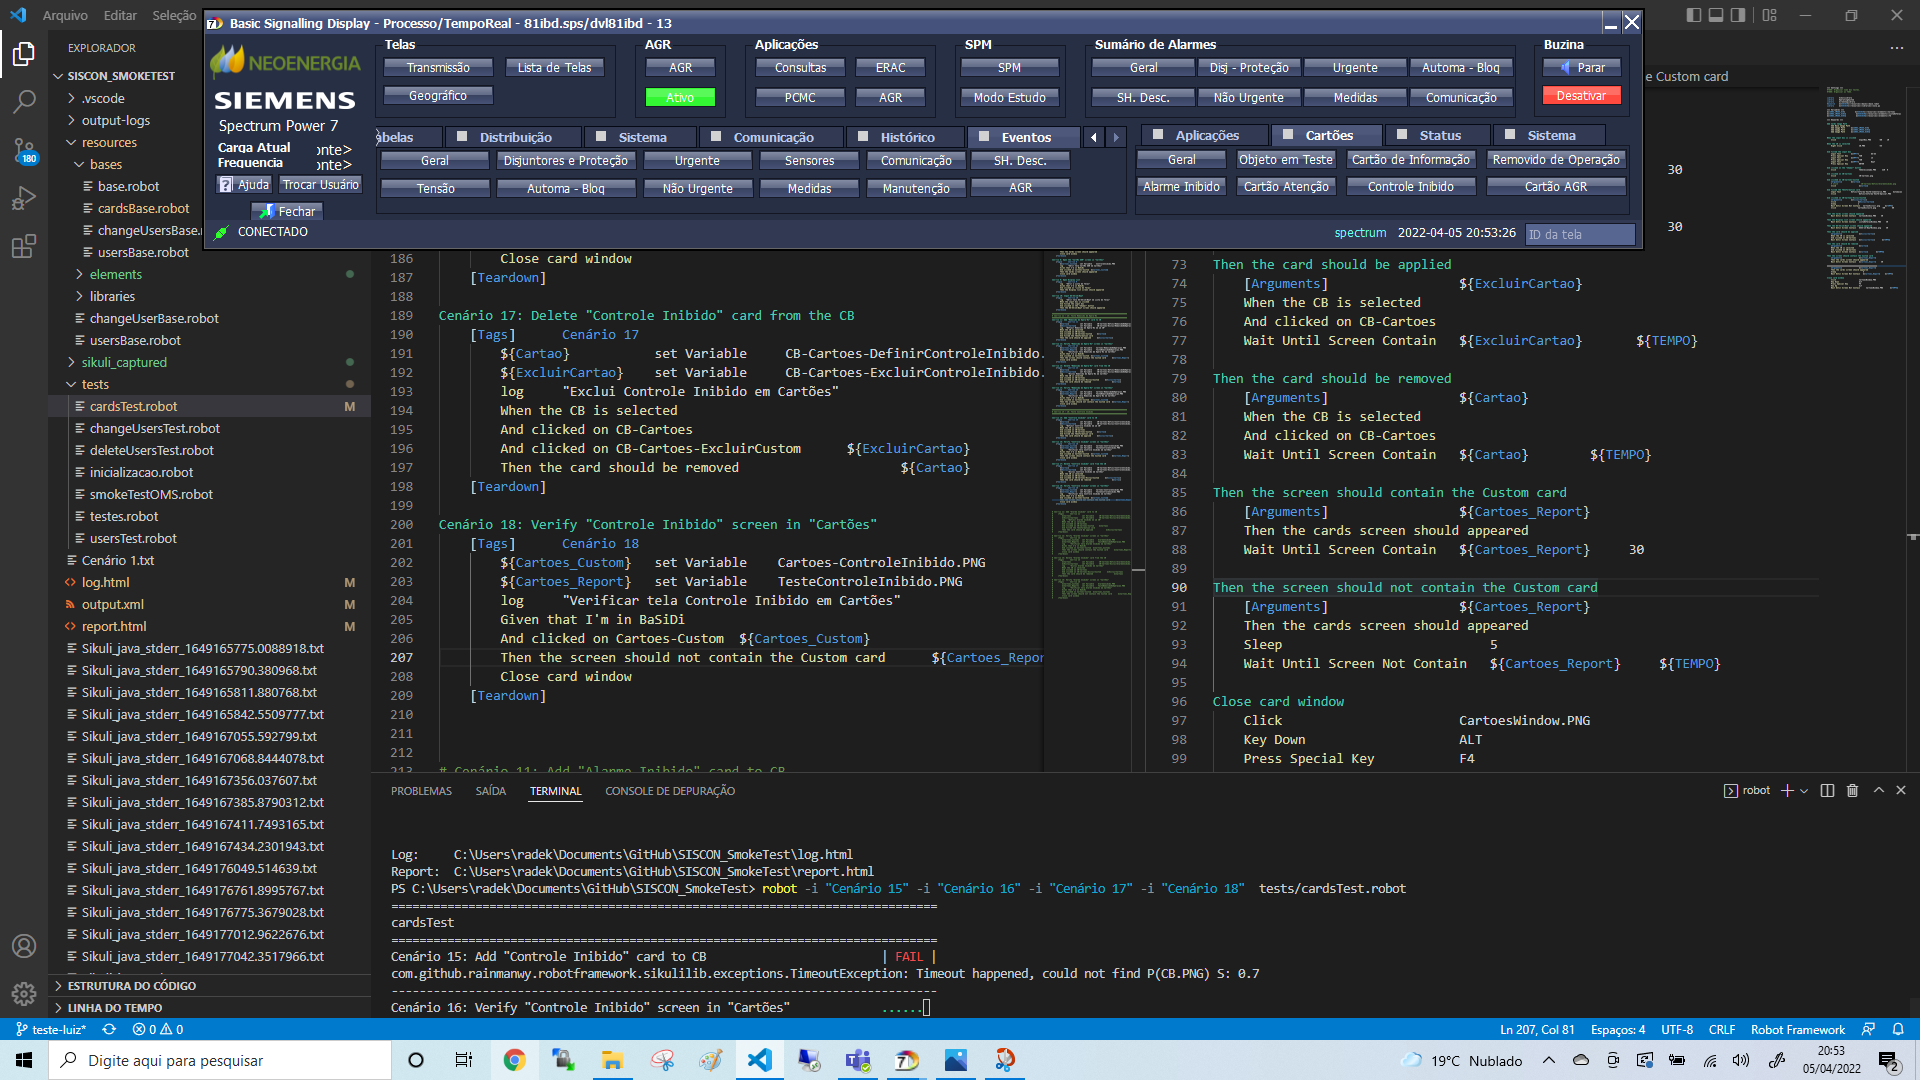 Arquivo Editar Seleção
Basic Signalling Display - Processo/TempoReal - 81ibd.sps/dvl81ibd - 13
NEOENERGIA
SIEMENS
Spectrum Power 7
Carga Atual onte>
Frequencia onte>
Ajuda Trocar Usuário
Fechar
CONECTADO
Telas
Transmissão Lista de Telas
Geográfico
AGR
AGR
Ativo
Aplicações
Consultas ERAC
PCMC AGR
SPM
SPM
Modo Estudo
Sumário de Alarmes
Geral Disj - Proteção Urgente Automa - Bloq
SH. Desc. Não Urgente Medidas Comunicação
Buzina
Parar
Desativar
abelas Distribuição Sistema Comunicação Histórico Eventos
Geral Disjuntores e Proteção Urgente Sensores Comunicação SH. Desc.
Tensão Automa - Bloq Não Urgente Medidas Manutenção AGR
Aplicações Cartões Status Sistema
Geral Objeto em Teste Cartão de Informação Removido de Operação
Alarme Inibido Cartão Atenção Controle Inibido Cartão AGR
spectrum 2022-04-05 20:53:26 ID da tela
e Custom card
30
30
EXPLORADOR
SISCON_SMOKETEST
.vscode
output-logs
resources
bases
base.robot
cardsBase.robot
changeUsersBase.
usersBase.robot
elements
libraries
changeUserBase.robot
usersBase.robot
sikuli_captured
tests
cardsTest.robot M
changeUsersTest.robot
deleteUsersTest.robot
inicializacao.robot
smokeTestOMS.robot
testes.robot
usersTest.robot
Cenário 1.txt
log.html M
output.xml M
report.html M
Sikuli_java_stderr_1649165775.0088918.txt
Sikuli_java_stderr_1649165790.380968.txt
Sikuli_java_stderr_1649165811.880768.txt
Sikuli_java_stderr_1649165842.5509777.txt
Sikuli_java_stderr_1649167055.592799.txt
Sikuli_java_stderr_1649167068.8444078.txt
Sikuli_java_stderr_1649167356.037607.txt
Sikuli_java_stderr_1649167385.8790312.txt
Sikuli_java_stderr_1649167411.7493165.txt
Sikuli_java_stderr_1649167434.2301943.txt
Sikuli_java_stderr_1649176049.514639.txt
Sikuli_java_stderr_1649176761.8995767.txt
Sikuli_java_stderr_1649176775.3679028.txt
Sikuli_java_stderr_1649177012.9622676.txt
Sikuli_java_stderr_1649177042.3517966.txt
ESTRUTURA DO CÓDIGO
LINHA DO TEMPO
180
186 Close card window
187 [Teardown]
188
189 Cenário 17: Delete "Controle Inibido" card from the CB
190 [Tags] Cenário 17
191 ${Cartao} set Variable CB-Cartoes-DefinirControleInibido.
192 ${ExcluirCartao} set Variable CB-Cartoes-ExcluirControleInibido.
193 log "Exclui Controle Inibido em Cartões"
194 When the CB is selected
195 And clicked on CB-Cartoes
196 And clicked on CB-Cartoes-ExcluirCustom ${ExcluirCartao}
197 Then the card should be removed ${Cartao}
198 [Teardown]
199
200 Cenário 18: Verify "Controle Inibido" screen in "Cartões"
201 [Tags] Cenário 18
202 ${Cartoes_Custom} set Variable Cartoes-ControleInibido.PNG
203 ${Cartoes_Report} set Variable TesteControleInibido.PNG
204 log "Verificar tela Controle Inibido em Cartões"
205 Given that I'm in BaSiDi
206 And clicked on Cartoes-Custom ${Cartoes_Custom}
207 Then the screen should not contain the Custom card ${Cartoes_Repor
208 Close card window
209 [Teardown]
210
211
212
213 # Cenário 11: Add "Alarme Inibido" card to CB
73 Then the card should be applied
74 [Arguments] ${ExcluirCartao}
75 When the CB is selected
76 And clicked on CB-Cartoes
77 Wait Until Screen Contain ${ExcluirCartao} ${TEMPO}
78
79 Then the card should be removed
80 [Arguments] ${Cartao}
81 When the CB is selected
82 And clicked on CB-Cartoes
83 Wait Until Screen Contain ${Cartao} ${TEMPO}
84
85 Then the screen should contain the Custom card
86 [Arguments] ${Cartoes_Report}
87 Then the cards screen should appeared
88 Wait Until Screen Contain ${Cartoes_Report} 30
89
90 Then the screen should not contain the Custom card
91 [Arguments] ${Cartoes_Report}
92 Then the cards screen should appeared
93 Sleep 5
94 Wait Until Screen Not Contain ${Cartoes_Report} ${TEMPO}
95
96 Close card window
97 Click CartoesWindow.PNG
98 Key Down ALT
99 Press Special Key F4
PROBLEMAS SAÍDA TERMINAL CONSOLE DE DEPURAÇÃO
robot
Log: C:\Users\radek\Documents\GitHub\SISCON_SmokeTest\log.html
Report: C:\Users\radek\Documents\GitHub\SISCON_SmokeTest\report.html
PS C:\Users\radek\Documents\GitHub\SISCON_SmokeTest> robot -i "Cenário 15" -i "Cenário 16" -i "Cenário 17" -i "Cenário 18" tests/cardsTest.robot
==============================================================================
cardsTest
==============================================================================
Cenário 15: Add "Controle Inibido" card to CB | FAIL |
com.github.rainmanwy.robotframework.sikulilib.exceptions.TimeoutException: Timeout happened, could not find P(CB.PNG) S: 0.7
------------------------------------------------------------------------------
Cenário 16: Verify "Controle Inibido" screen in "Cartões" ......
teste-luiz* 0 0
Ln 207, Col 81 Espaços: 4 UTF-8 CRLF Robot Framework
Digite aqui para pesquisar
19°C Nublado
20:53
05/04/2022
2